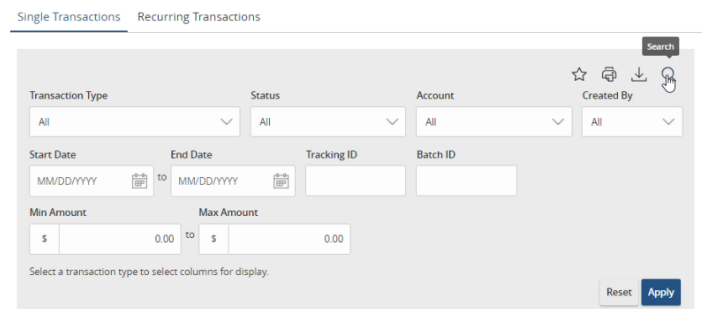 Single Transactions Recurring Transactions
Search
Transaction Type Status Account Created By
All All All All
Start Date End Date Tracking ID Batch ID
MM/DD/YYYY to MM/DD/YYYY
Min Amount Max Amount
$ 0.00 to $ 0.00
Select a transaction type to select columns for display.
Reset Apply